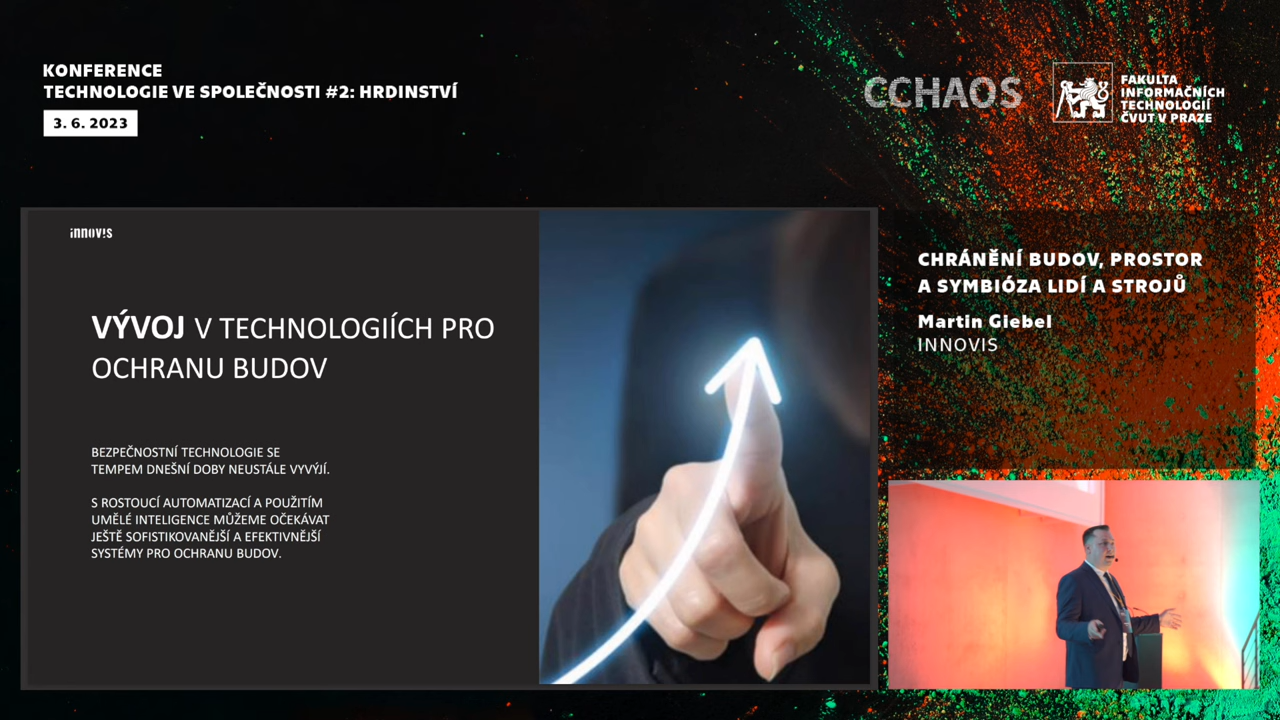 KONFERENCE
TECHNOLOGIE VE SPOLEČNOSTI #2: HRDINSTVÍ
3. 6. 2023
CCHAOS
FAKULTA
INFORMAČNÍCH
TECHNOLOGIÍ
ČVUT V PRAZE
innovis
VÝVOJ V TECHNOLOGIÍCH PRO
OCHRANU BUDOV
BEZPEČNOSTNÍ TECHNOLOGIE SE
TEMPEM DNEŠNÍ DOBY NEUSTÁLE VYVÝJÍ.
S ROSTOUCÍ AUTOMATIZACÍ A POUŽITÍM
UMĚLÉ INTELIGENCE MŮŽEME OČEKÁVAT
JEŠTĚ SOFISTIKOVANĚJŠÍ A EFEKTIVNĚJŠÍ
SYSTÉMY PRO OCHRANU BUDOV.
CHRÁNĚNÍ BUDOV, PROSTOR
A SYMBIÓZA LIDÍ A STROJŮ
Martin Giebel
INNOVIS